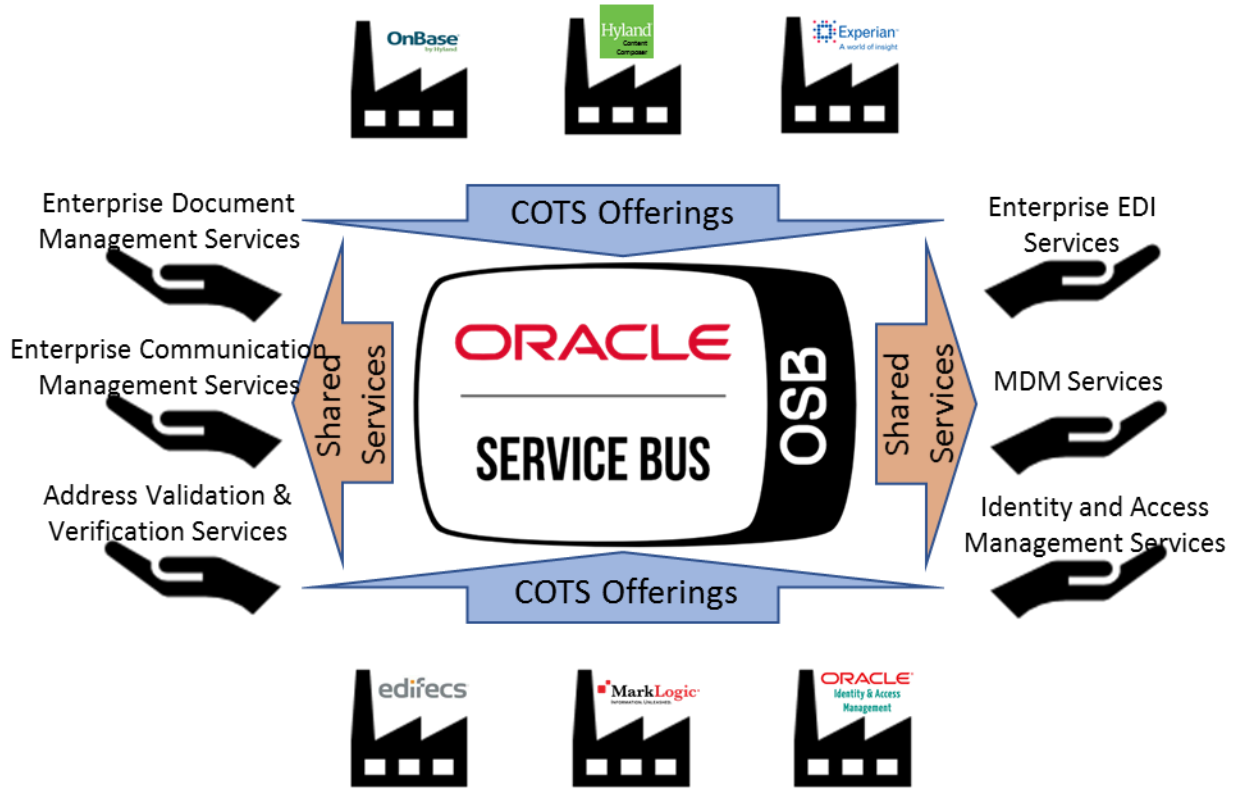 OnBase
by Hyland
Hyland
Content
Composer
Experian™
A world of insight
COTS Offerings
Enterprise Document
Management Services
Enterprise Communication
Management Services
Address Validation &
Verification Services
Shared
Services
ORACLE
SERVICE BUS
OSB
Shared
Services
Enterprise EDI
Services
MDM Services
Identity and Access
Management Services
COTS Offerings
edifecs
MarkLogic
INFORMATION, UNLEASHED.
ORACLE®
Identity & Access
Management